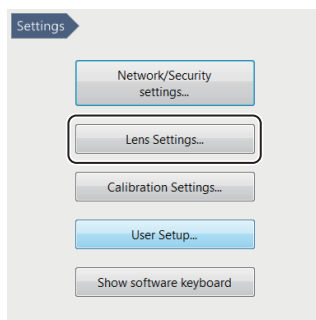 Settings
Network/Security
settings...
Lens Settings...
Calibration Settings...
User Setup...
Show software keyboard